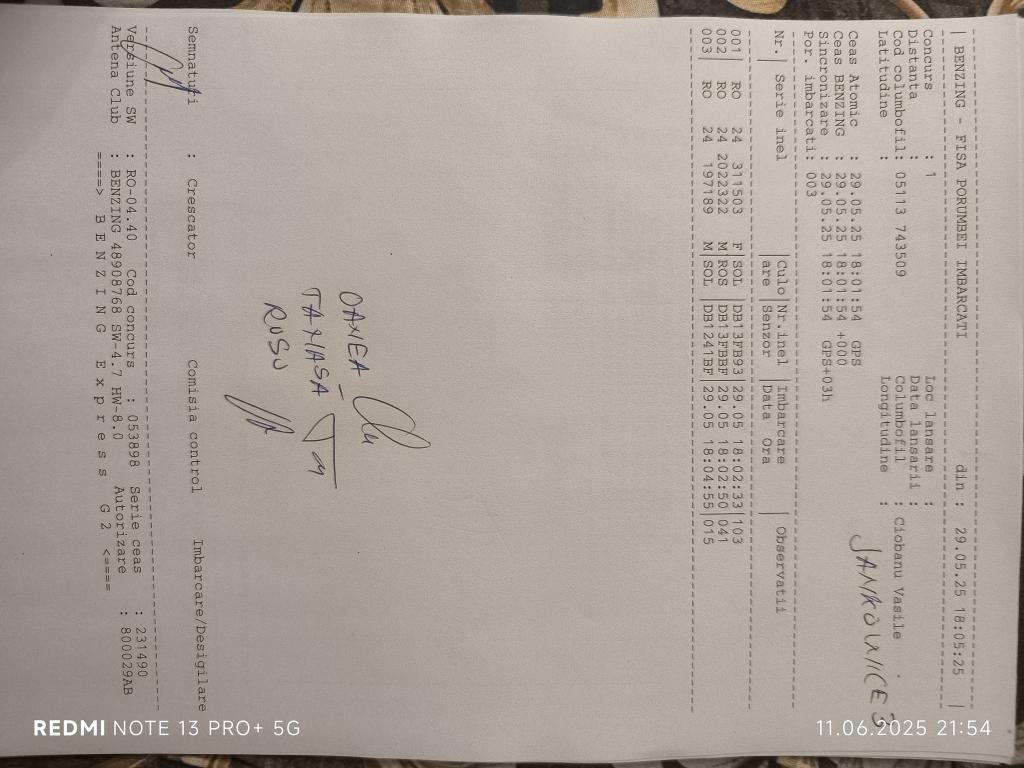 | BENZING - FISA PORUMBEI IMBARCATI din : 29.05.25 18:05:25 |
Concurs : 1 Loc lansare :
Distanta : Data lansarii :
Cod columbofil: 05113 743509 Columbofil : Ciobanu Vasile
Latitudine : Longitudine :
JANKOWICE 3
Ceas Atomic : 29.05.25 18:01:54 GPS
Ceas BENZING : 29.05.25 18:01:54 +000
Sincronizare : 29.05.25 18:01:54 GPS+03h
Por. imbarcati: 003
Nr.| Serie inel |Culo|Nr.inel |Imbarcare | Observatii
|are |Senzor |Data Ora |
001| RO 24 311503 F |SOL |DB13FB93|29.05 18:02:33|103
002| RO 24 2022322 M |ROS |DB13FBBF|29.05 18:02:50|041
003| RO 24 197189 M |SOL |DB1241BF|29.05 18:04:55|015
RUSU
Semnaturi : Crescator Comisia control Imbarcare/Desigilare
Versiune SW : RO-04.40 Cod concurs : 053898 Serie ceas : 231490
Antena Club : BENZING 48908768 SW-4.7 HW-8.0 Autorizare : 800029AB
====> B E N Z I N G E x p r e s s G 2 <====
REDMI NOTE 13 PRO+ 5G
11.06.2025 21:54